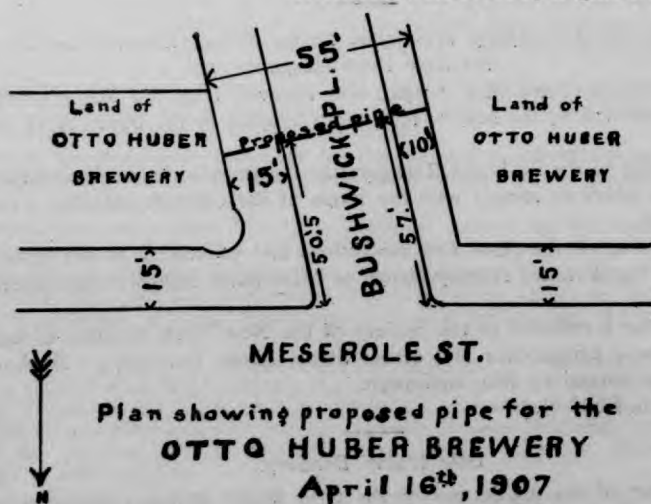 55'
Land of
OTTO HUBER
BREWERY
Proposed pipe
BUSHWICK PL.
Land of
OTTO HUBER
BREWERY
15'
10'
50.5
57.'
15'
15'
MESEROLE ST.
Plan showing proposed pipe for the
OTTO HUBER BREWERY
April 16th, 1907
N